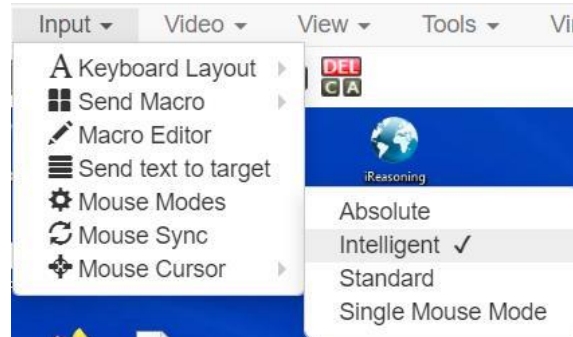 Input Video View Tools Vi
A Keyboard Layout
DEL
C A
Send Macro
Macro Editor
Send text to target
Mouse Modes
Mouse Sync
Mouse Cursor
iReasoning
Absolute
Intelligent ✓
Standard
Single Mouse Mode